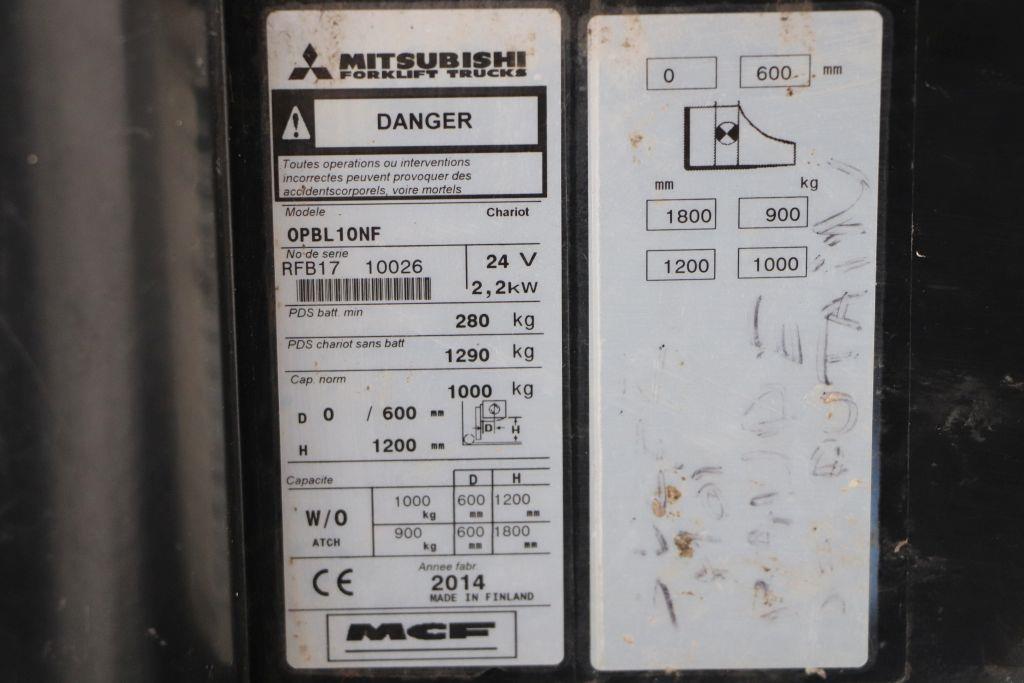 MITSUBISHI
FORKLIFT TRUCKS
DANGER
Toutes operations ou interventions
incorrectes peuvent provoquer des
accidentscorporels, voire mortels
Modele Chariot
OPBL10NF
No de serie
RFB17 10026
24 V
2,2kW
PDS batt. min
280 kg
PDS chariot sans batt
1290 kg
Cap. norm
1000 kg
D 0 / 600 mm
H 1200 mm
D H
Capacite D H
W/O
ATCH
1000 kg 600 mm 1200 mm
900 kg 600 mm 1800 mm
CE
Annee fabr.
2014
MADE IN FINLAND
MCF
0 600 mm
mm kg
1800 900
1200 1000